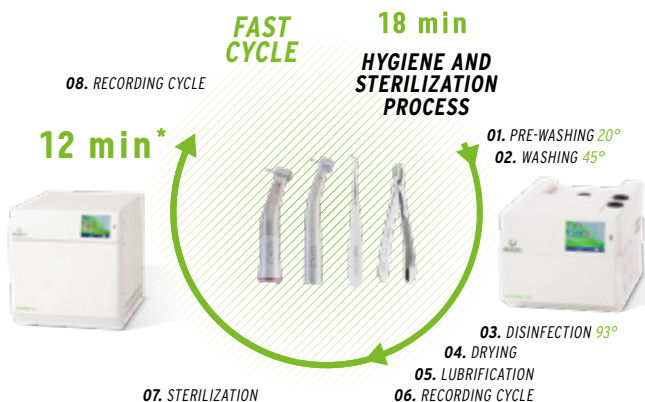 FAST
CYCLE
18 min
HYGIENE AND
STERILIZATION
PROCESS
08. RECORDING CYCLE
12 min*
01. PRE-WASHING 20°
02. WASHING 45°
03. DISINFECTION 93°
04. DRYING
05. LUBRIFICATION
06. RECORDING CYCLE
07. STERILIZATION